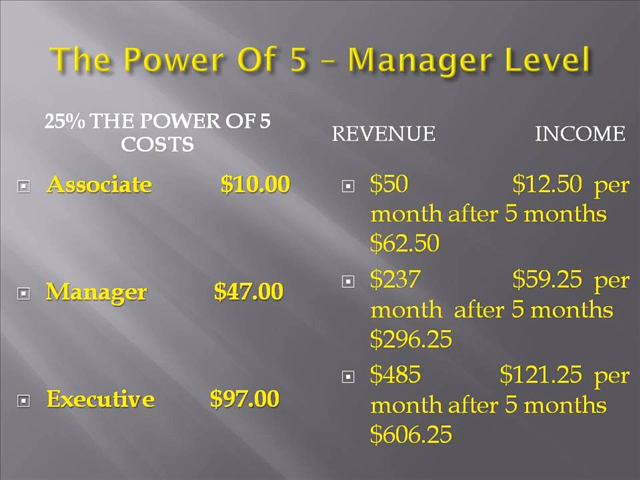 The Power Of 5 – Manager Level
25% THE POWER OF 5
COSTS
Associate $10.00
Manager $47.00
Executive $97.00
REVENUE INCOME
$50 $12.50 per
month after 5 months
$62.50
$237 $59.25 per
month after 5 months
$296.25
$485 $121.25 per
month after 5 months
$606.25